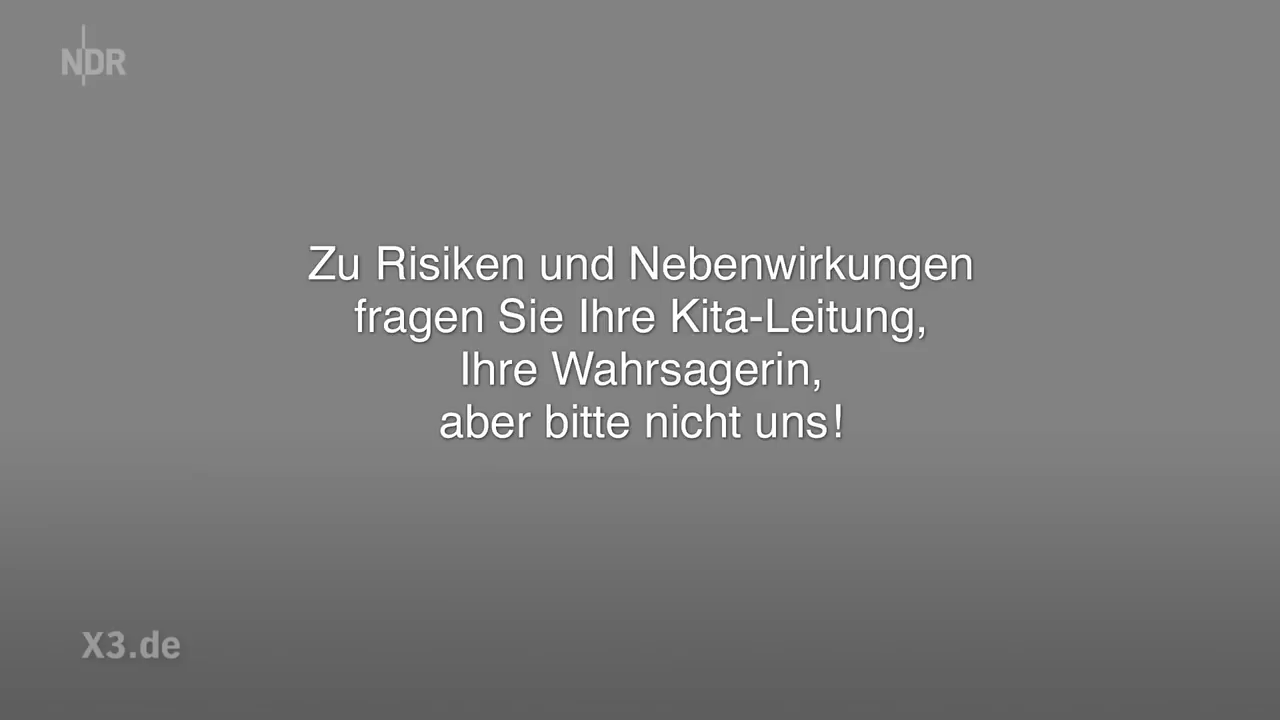 NDR
Zu Risiken und Nebenwirkungen
fragen Sie Ihre Kita-Leitung,
Ihre Wahrsagerin,
aber bitte nicht uns!
X3.de